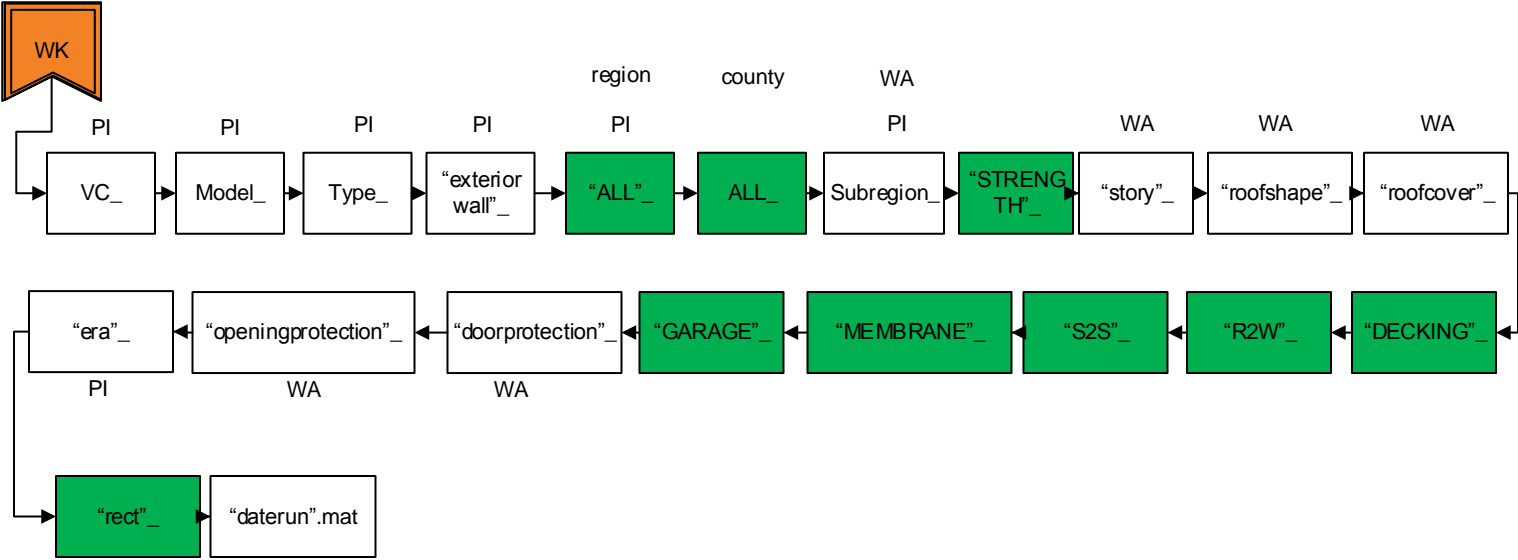 WK
region county WA
PI PI PI PI PI PI WA WA WA
VC_ Model_ Type_ “exterior wall”_ “ALL”_ ALL_ Subregion_ “STRENG TH”_ “story”_ “roofshape”_ “roofcover”_
“era”_ “openingprotection”_ “doorprotection”_ “GARAGE”_ “MEMBRANE”_ “S2S”_ “R2W”_ “DECKING”_
PI WA WA
“rect”_ “daterun”.mat